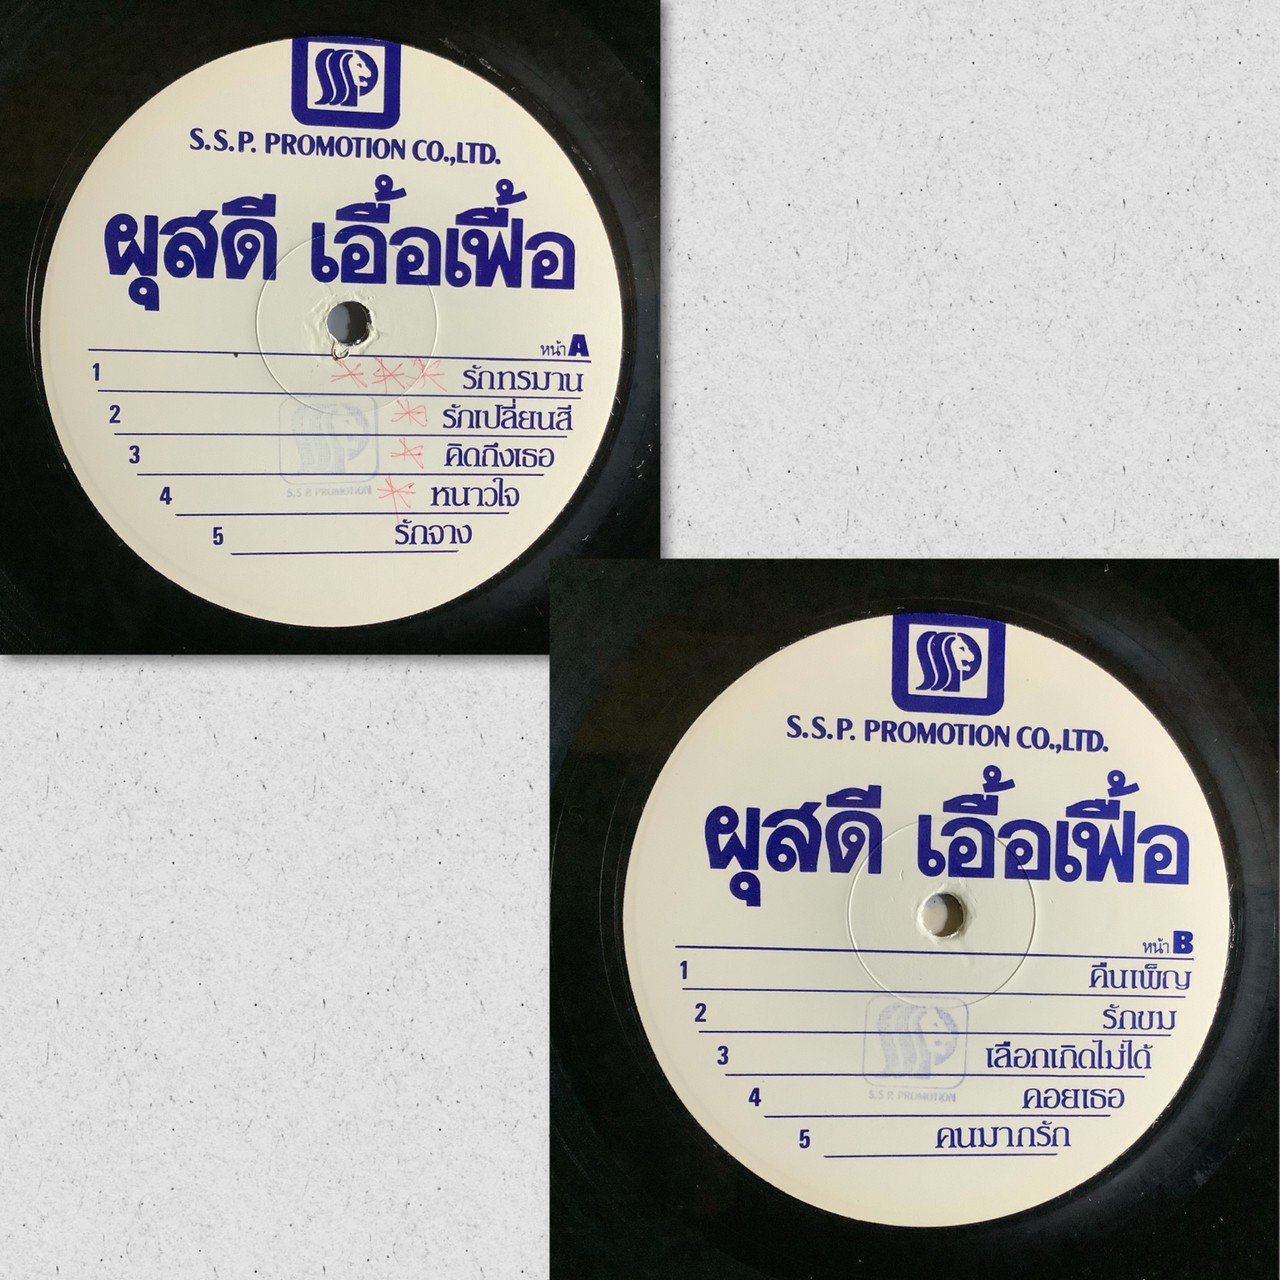 SSP
S.S.P. PROMOTION CO.,LTD.
ผุสดี เอื้อเฟื้อ
หน้า A
1 รักทรมาน
2 รักเปลี่ยนสี
3 คิดถึงเธอ
4 หนาวใจ
5 รักจาง
S.S.P. PROMOTION
SSP
S.S.P. PROMOTION CO.,LTD.
ผุสดี เอื้อเฟื้อ
หน้า B
1 คืนเพ็ญ
2 รักขม
3 เลือกเกิดไม่ได้
4 คอยเธอ
5 คนมากรัก
S.S.P. PROMOTION